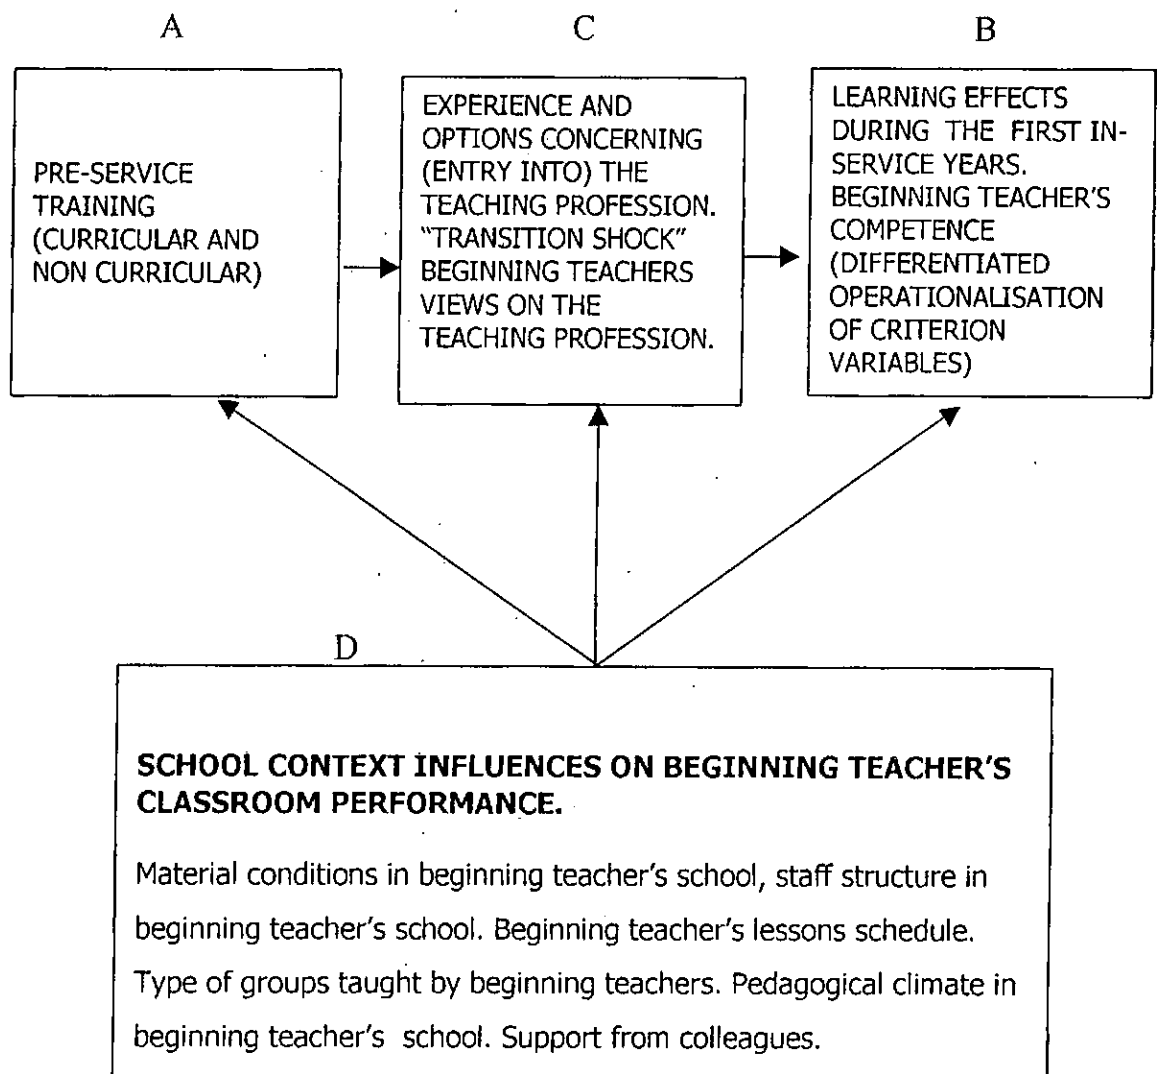 A
C
B
PRE-SERVICE
TRAINING
(CURRICULAR AND
NON CURRICULAR)
EXPERIENCE AND
OPTIONS CONCERNING
(ENTRY INTO) THE
TEACHING PROFESSION.
"TRANSITION SHOCK"
BEGINNING TEACHERS
VIEWS ON THE
TEACHING PROFESSION.
LEARNING EFFECTS
DURING THE FIRST IN-
SERVICE YEARS.
BEGINNING TEACHER'S
COMPETENCE
(DIFFERENTIATED
OPERATIONALISATION
OF CRITERION
VARIABLES)
D
SCHOOL CONTEXT INFLUENCES ON BEGINNING TEACHER'S
CLASSROOM PERFORMANCE.
Material conditions in beginning teacher's school, staff structure in
beginning teacher's school. Beginning teacher's lessons schedule.
Type of groups taught by beginning teachers. Pedagogical climate in
beginning teacher's school. Support from colleagues.